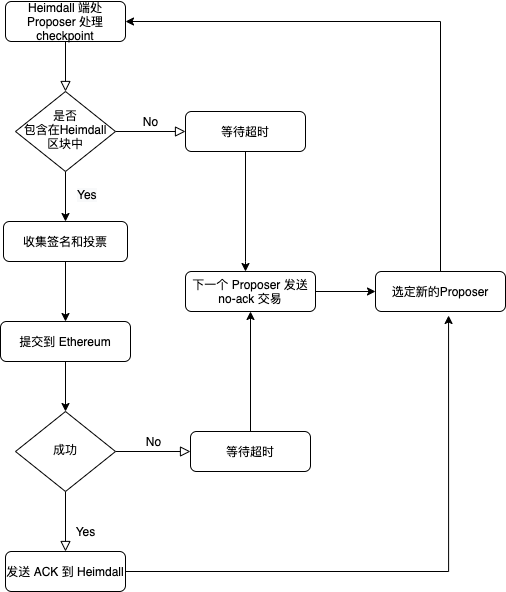 Heimdall 端处
Proposer 处理
checkpoint
是否
包含在Heimdall
区块中
No
等待超时
Yes
收集签名和投票
下一个 Proposer 发送
no-ack 交易
选定新的Proposer
提交到 Ethereum
成功
No
等待超时
Yes
发送 ACK 到 Heimdall